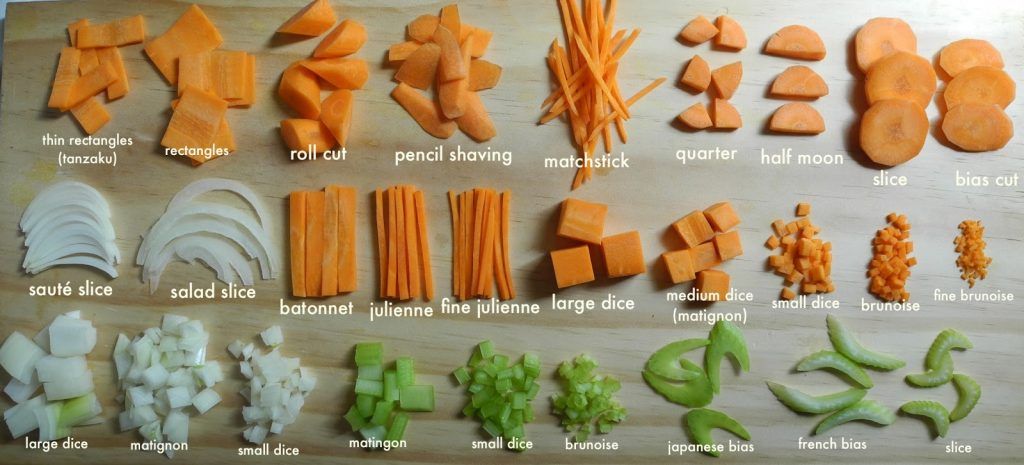 thin rectangles
(tanzaku)
rectangles
roll cut
pencil shaving
matchstick
quarter
half moon
slice
bias cut
sauté slice
salad slice
batonnet
julienne
fine julienne
large dice
medium dice
(matignon)
small dice
brunoise
fine brunoise
large dice
matignon
small dice
matingon
small dice
brunoise
japanese bias
french bias
slice